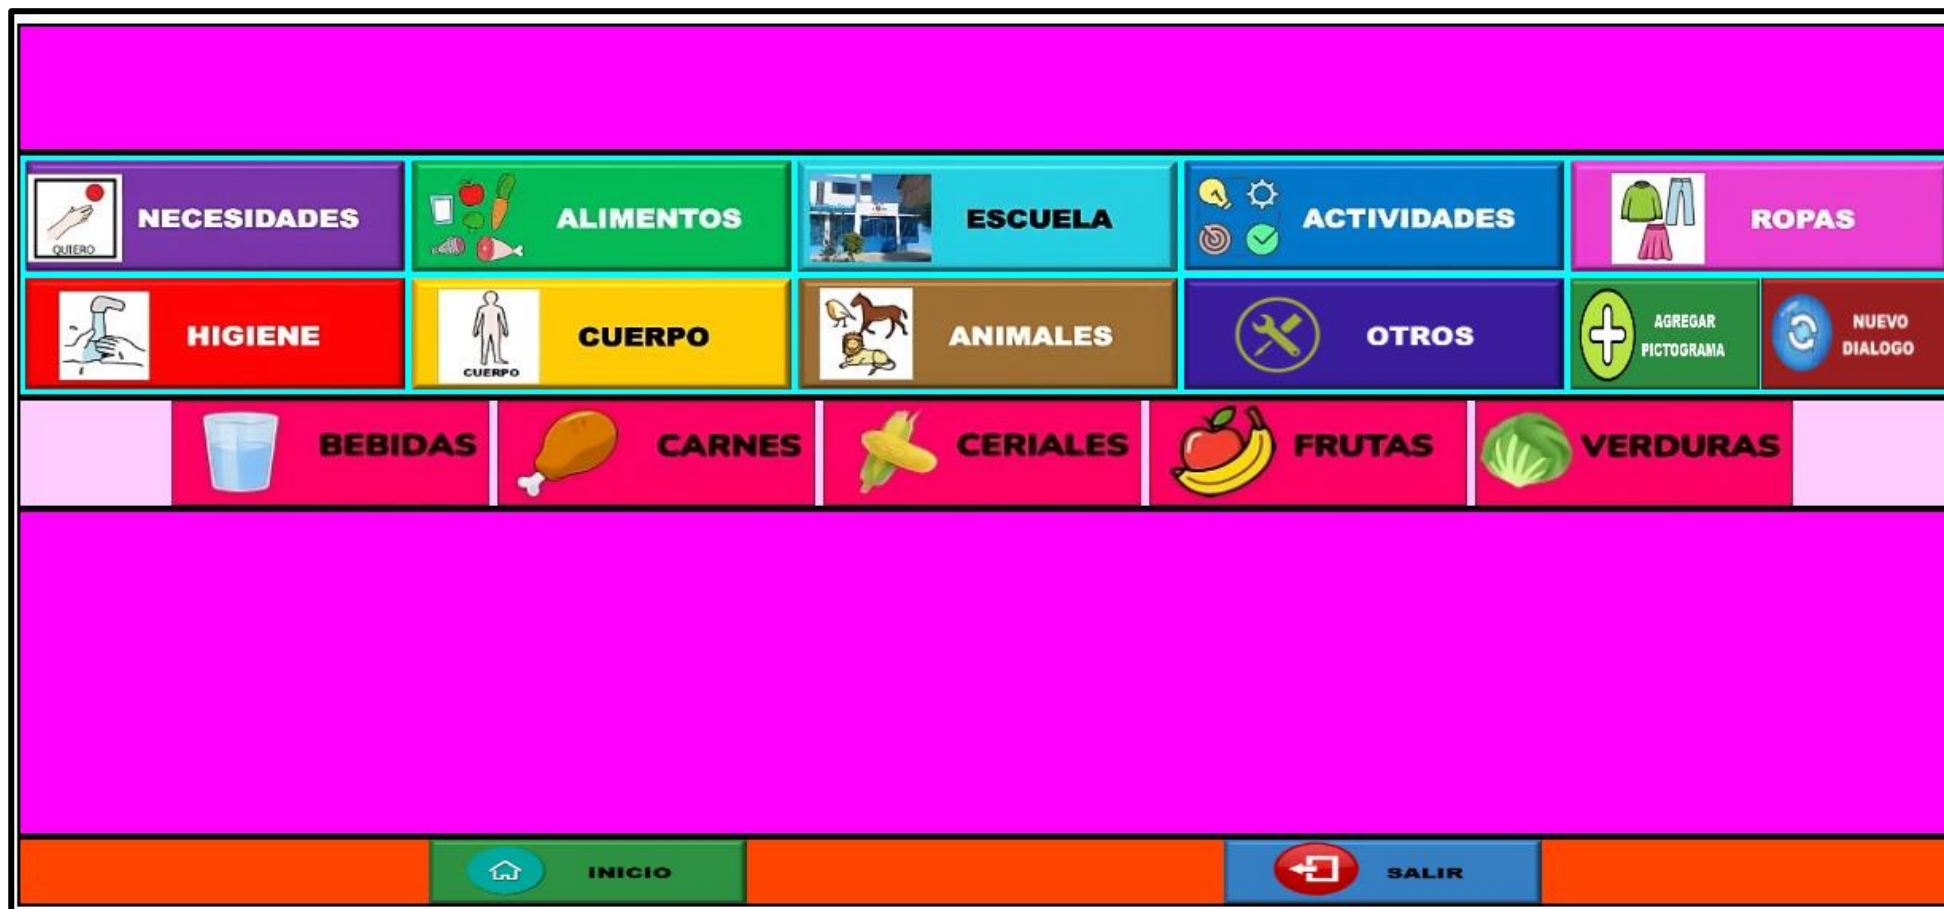 QUIERO
NECESIDADES
ALIMENTOS
ESCUELA
ACTIVIDADES
ROPAS
HIGIENE
CUERPO
CUERPO
ANIMALES
OTROS
AGREGAR
PICTOGRAMA
NUEVO
DIALOGO
BEBIDAS
CARNES
CERIALES
FRUTAS
VERDURAS
INICIO
SALIR